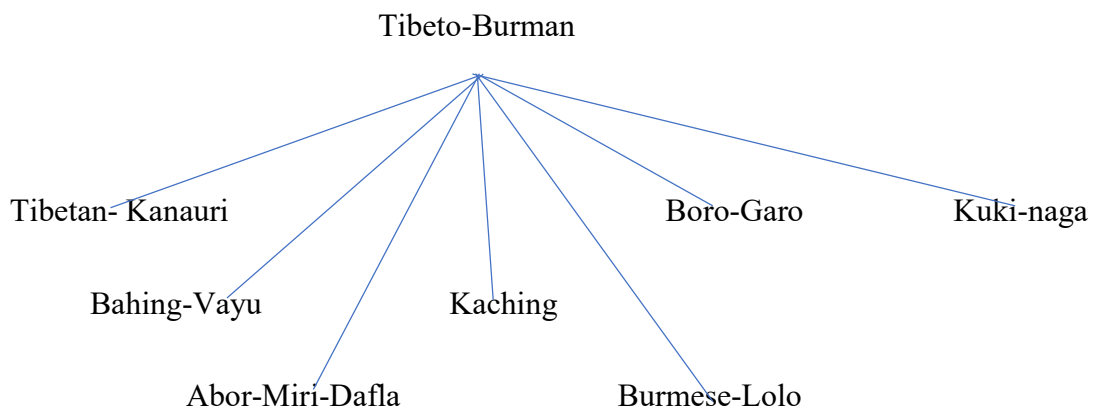 Tibeto-Burman
Tibetan- Kanauri
Boro-Garo
Kuki-naga
Bahing-Vayu
Kaching
Abor-Miri-Dafla
Burmese-Lolo